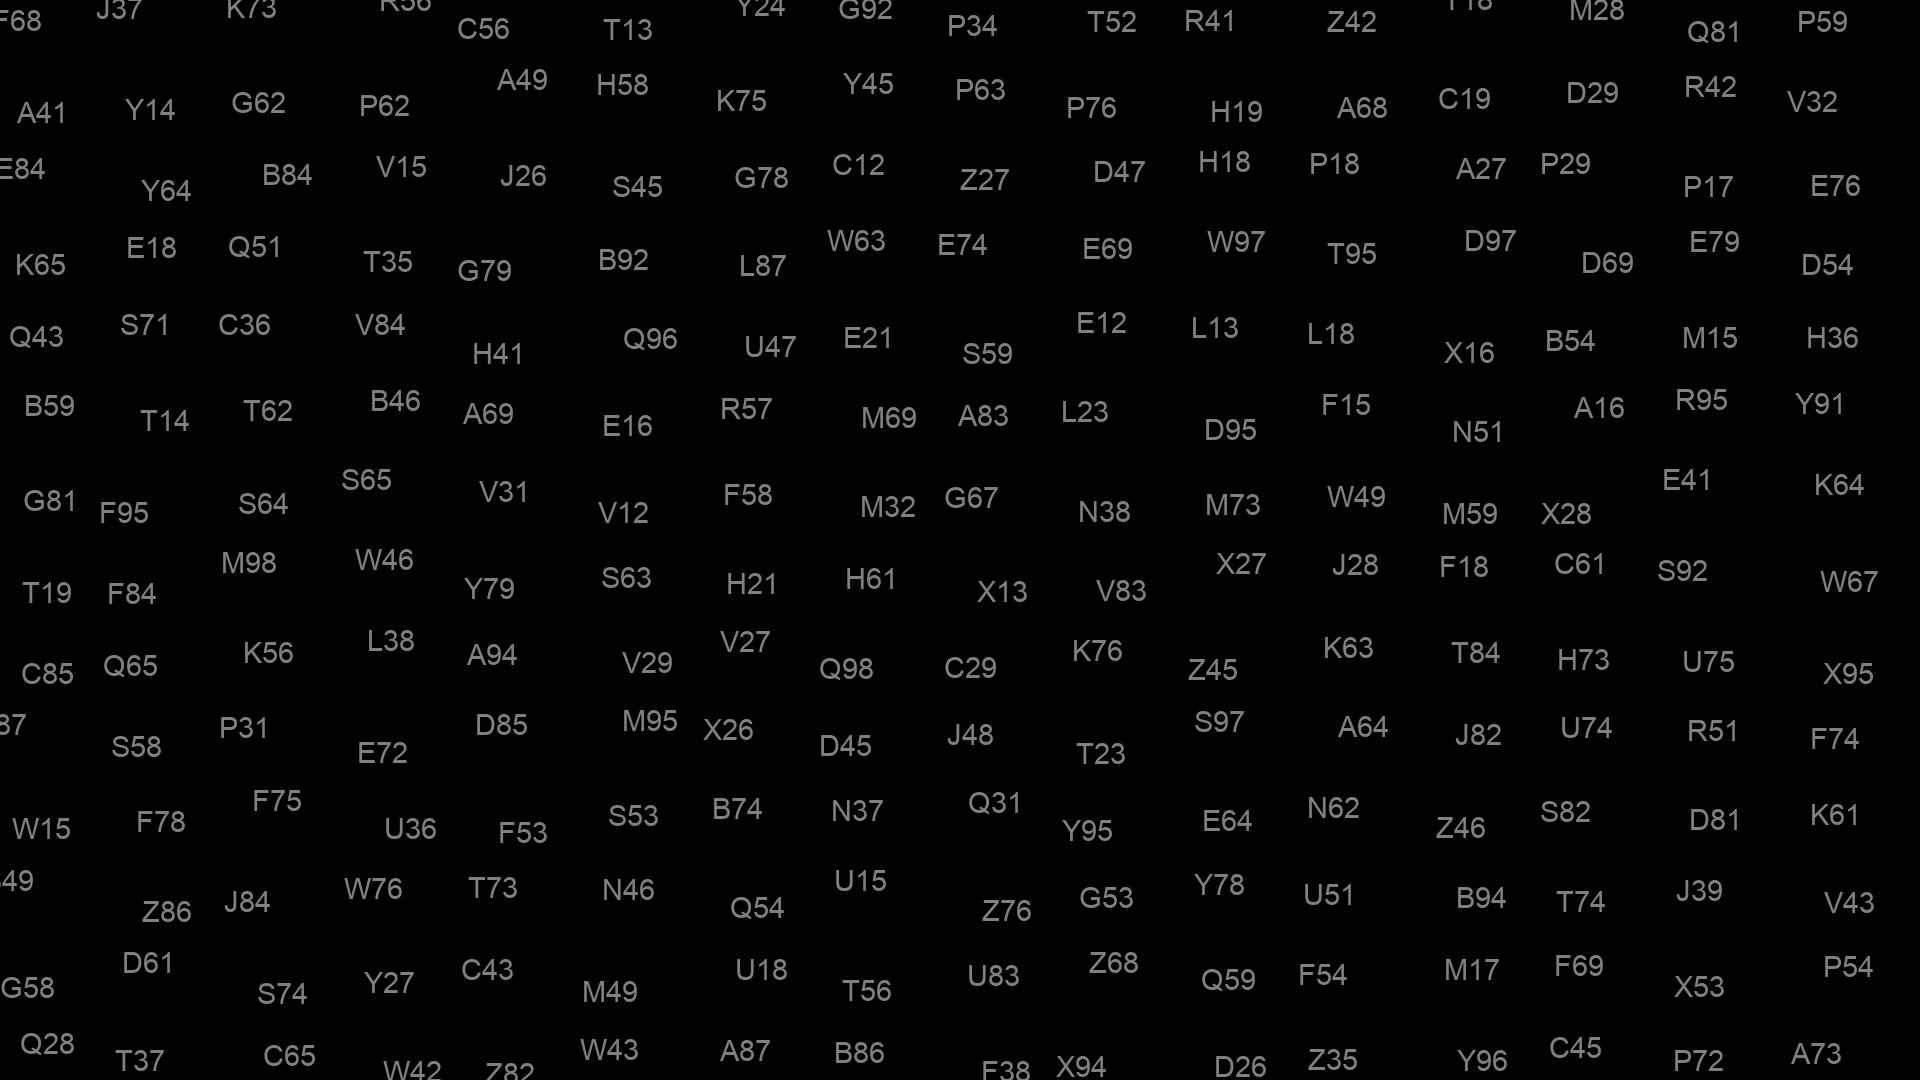 F68 J37 K73 R56 C56 T13 Y24 G92 P34 T52 R41 Z42 M28 Q81 P59
A41 Y14 G62 P62 A49 H58 K75 Y45 P63 P76 H19 A68 C19 D29 R42 V32
E84 Y64 B84 V15 J26 S45 G78 C12 Z27 D47 H18 P18 A27 P29 P17 E76
K65 E18 Q51 T35 G79 B92 L87 W63 E74 E69 W97 T95 D97 D69 E79 D54
Q43 S71 C36 V84 H41 Q96 U47 E21 S59 E12 L13 L18 X16 B54 M15 H36
B59 T14 T62 B46 A69 E16 R57 M69 A83 L23 D95 F15 N51 A16 R95 Y91
G81 F95 S64 S65 V31 V12 F58 M32 G67 N38 M73 W49 M59 X28 E41 K64
T19 F84 M98 W46 Y79 S63 H21 H61 X13 V83 X27 J28 F18 C61 S92 W67
C85 Q65 K56 L38 A94 V29 V27 Q98 C29 K76 Z45 K63 T84 H73 U75 X95
87 S58 P31 E72 D85 M95 X26 D45 J48 T23 S97 A64 J82 U74 R51 F74
W15 F78 F75 U36 F53 S53 B74 N37 Q31 Y95 E64 N62 Z46 S82 D81 K61
49 Z86 J84 W76 T73 N46 Q54 U15 Z76 G53 Y78 U51 B94 T74 J39 V43
G58 D61 S74 Y27 C43 M49 U18 T56 U83 Z68 Q59 F54 M17 F69 X53 P54
Q28 T37 C65 W42 Z82 W43 A87 B86 F38 X94 D26 Z35 Y96 C45 P72 A73